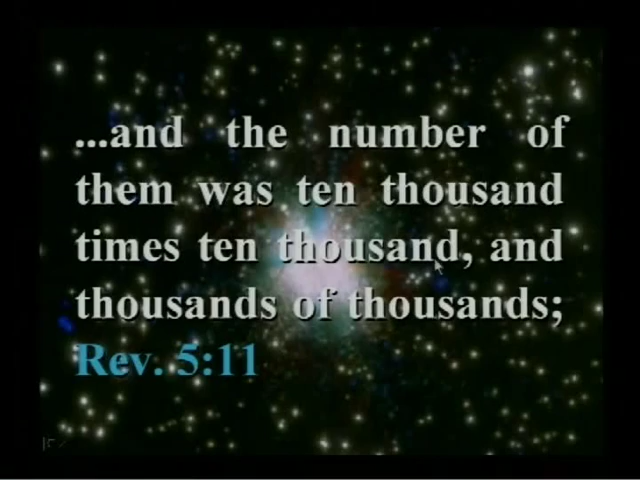 ...and the number of
them was ten thousand
times ten thousand, and
thousands of thousands;
Rev. 5:11